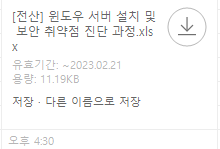 [전산] 윈도우 서버 설치 및
보안 취약점 진단 과정.xls
x
유효기간: ~2023.02.21
용량: 11.19KB
저장 · 다른 이름으로 저장
오후 4:30